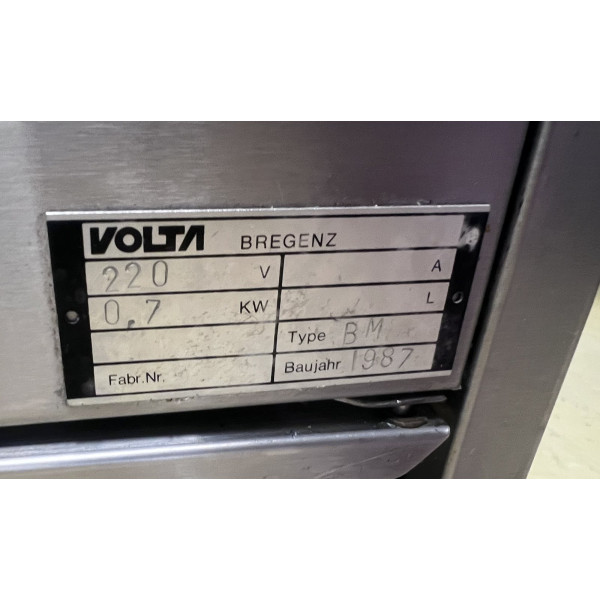 VOLTA BREGENZ
220 V A
0,7 KW L
Type BM
Fabr.Nr. Baujahr 1987